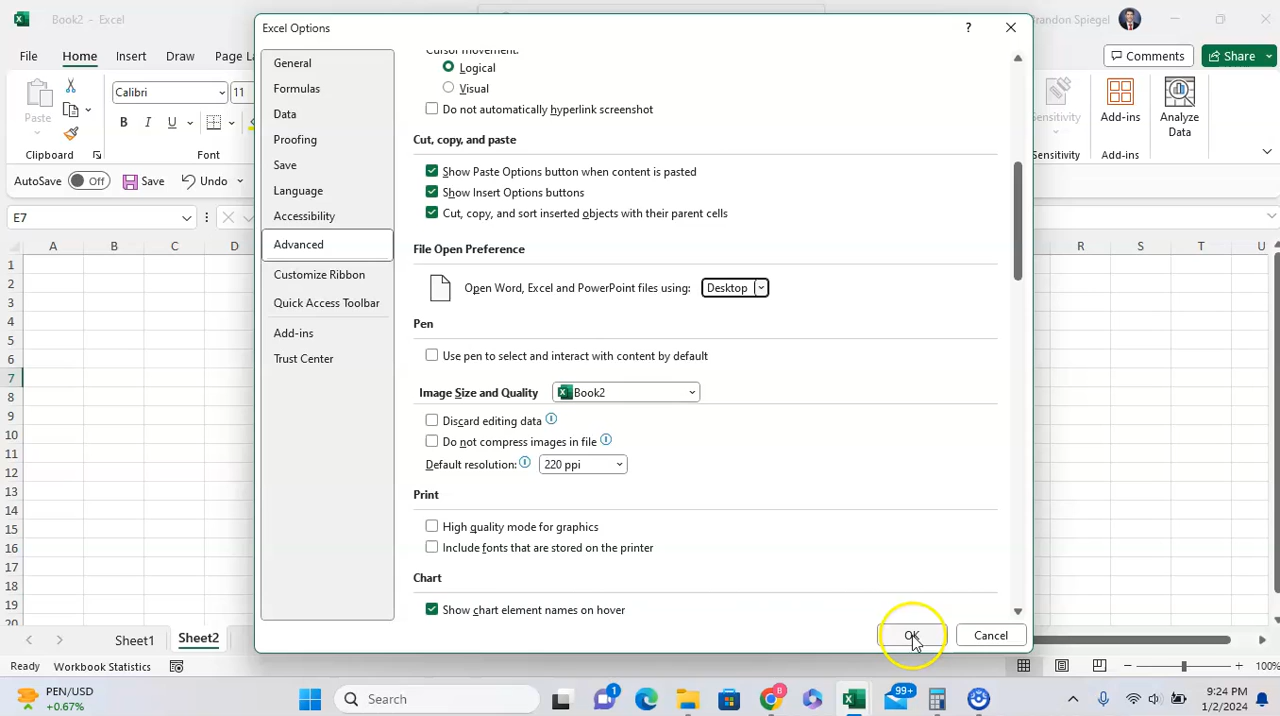 Book2 - Excel
Excel Options
?
Brandon Spiegel
File Home Insert Draw Page La
Comments Share
General
Formulas
Data
Proofing
Save
Language
Accessibility
Advanced
Customize Ribbon
Quick Access Toolbar
Add-ins
Trust Center
Cursor movement:
Logical
Visual
Do not automatically hyperlink screenshot
Cut, copy, and paste
Show Paste Options button when content is pasted
Show Insert Options buttons
Cut, copy, and sort inserted objects with their parent cells
File Open Preference
Open Word, Excel and PowerPoint files using: Desktop
Pen
Use pen to select and interact with content by default
Image Size and Quality Book2
Discard editing data
Do not compress images in file
Default resolution: 220 ppi
Print
High quality mode for graphics
Include fonts that are stored on the printer
Chart
Show chart element names on hover
OK Cancel
Calibri 11
Paste
B I U
Clipboard Font
Add-ins
Analyze
Data
Sensitivity Add-ins
AutoSave Off Save Undo
E7
A B C D R S T U
1
2
3
4
5
6
7
8
9
10
11
12
13
14
15
16
17
18
19
20
Sheet1 Sheet2
Ready Workbook Statistics
100%
PEN/USD
+0.67%
Search
1
8
99+
9:24 PM
1/2/2024